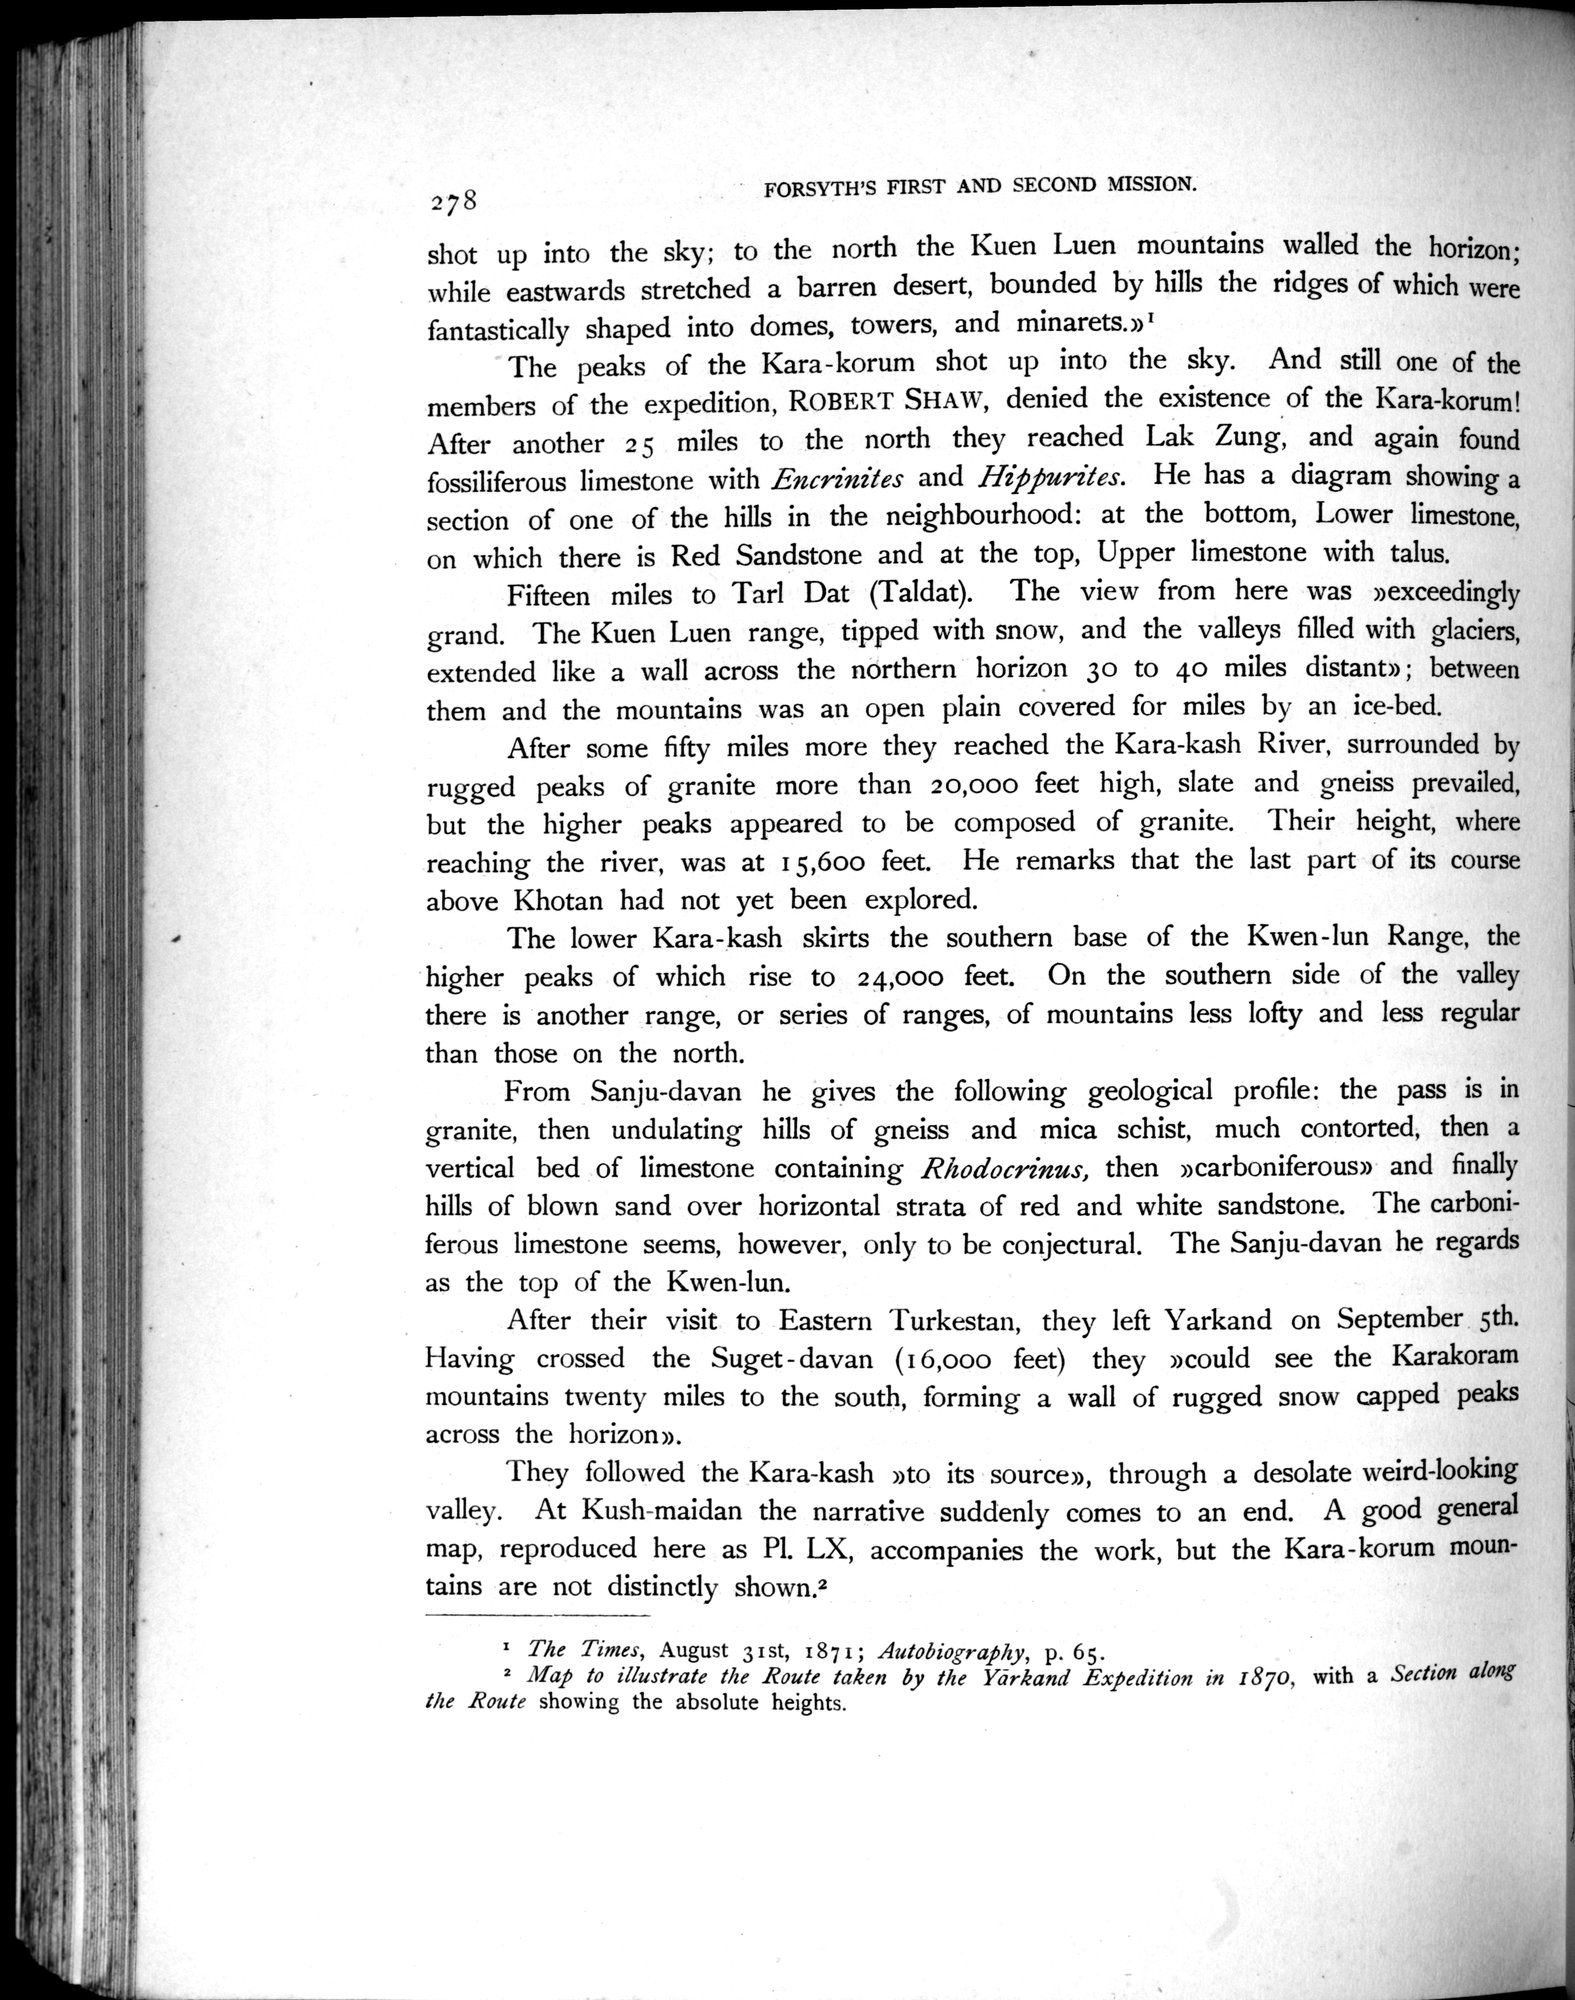 278
FORSYTH'S FIRST AND SECOND MISSION.
shot up into the sky; to the north the Kuen Luen mountains walled the horizon;
while eastwards stretched a barren desert, bounded by hills the ridges of which were
fantastically shaped into domes, towers, and minarets.»¹
The peaks of the Kara-korum shot up into the sky. And still one of the
members of the expedition, ROBERT SHAW, denied the existence of the Kara-korum!
After another 25 miles to the north they reached Lak Zung, and again found
fossiliferous limestone with Encrinites and Hippurites. He has a diagram showing a
section of one of the hills in the neighbourhood: at the bottom, Lower limestone,
on which there is Red Sandstone and at the top, Upper limestone with talus.
Fifteen miles to Tarl Dat (Taldat). The view from here was »exceedingly
grand. The Kuen Luen range, tipped with snow, and the valleys filled with glaciers,
extended like a wall across the northern horizon 30 to 40 miles distant»; between
them and the mountains was an open plain covered for miles by an ice-bed.
After some fifty miles more they reached the Kara-kash River, surrounded by
rugged peaks of granite more than 20,000 feet high, slate and gneiss prevailed,
but the higher peaks appeared to be composed of granite. Their height, where
reaching the river, was at 15,600 feet. He remarks that the last part of its course
above Khotan had not yet been explored.
The lower Kara-kash skirts the southern base of the Kwen-lun Range, the
higher peaks of which rise to 24,000 feet. On the southern side of the valley
there is another range, or series of ranges, of mountains less lofty and less regular
than those on the north.
From Sanju-davan he gives the following geological profile: the pass is in
granite, then undulating hills of gneiss and mica schist, much contorted, then a
vertical bed of limestone containing Rhodocrinus, then »carboniferous» and finally
hills of blown sand over horizontal strata of red and white sandstone. The carboni-
ferous limestone seems, however, only to be conjectural. The Sanju-davan he regards
as the top of the Kwen-lun.
After their visit to Eastern Turkestan, they left Yarkand on September 5th.
Having crossed the Suget-davan (16,000 feet) they »could see the Karakoram
mountains twenty miles to the south, forming a wall of rugged snow capped peaks
across the horizon».
They followed the Kara-kash »to its source», through a desolate weird-looking
valley. At Kush-maidan the narrative suddenly comes to an end. A good general
map, reproduced here as Pl. LX, accompanies the work, but the Kara-korum moun-
tains are not distinctly shown.²
¹ The Times, August 31st, 1871; Autobiography, p. 65.
² Map to illustrate the Route taken by the Yārkand Expedition in 1870, with a Section along
the Route showing the absolute heights.